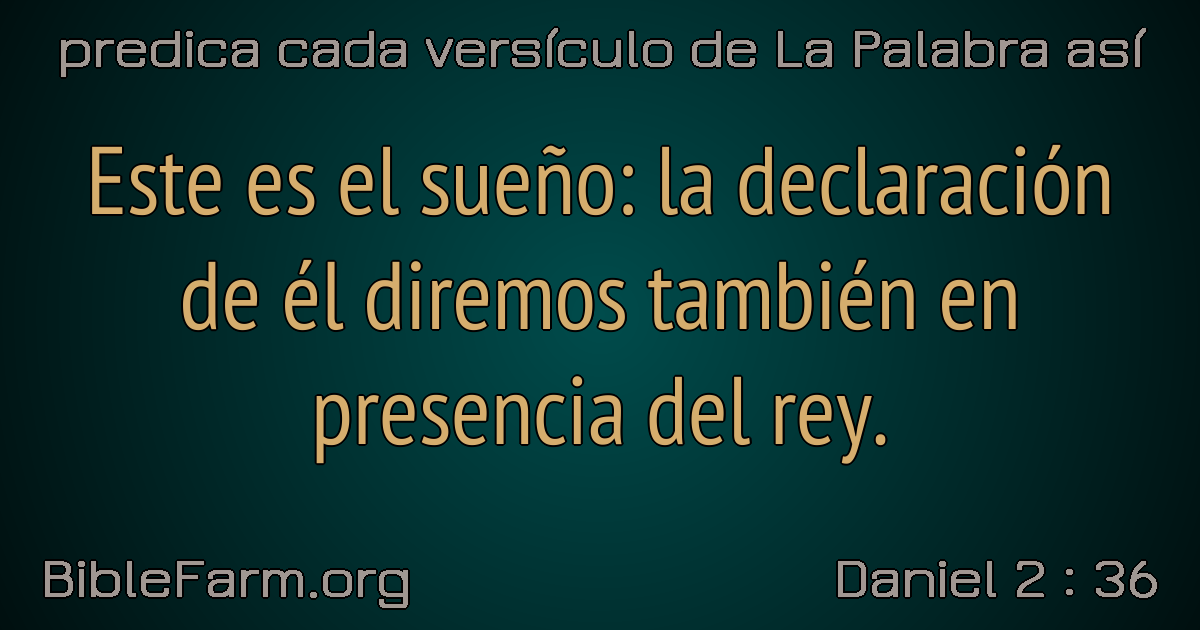 predica cada versículo de La Palabra así
Este es el sueño: la declaración
de él diremos también en
presencia del rey.
BibleFarm.org
Daniel 2 : 36